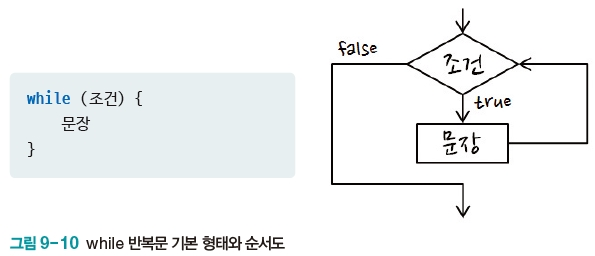 while (조건) {
문장
}
false
조건
true
문장
그림 9-10 while 반복문 기본 형태와 순서도